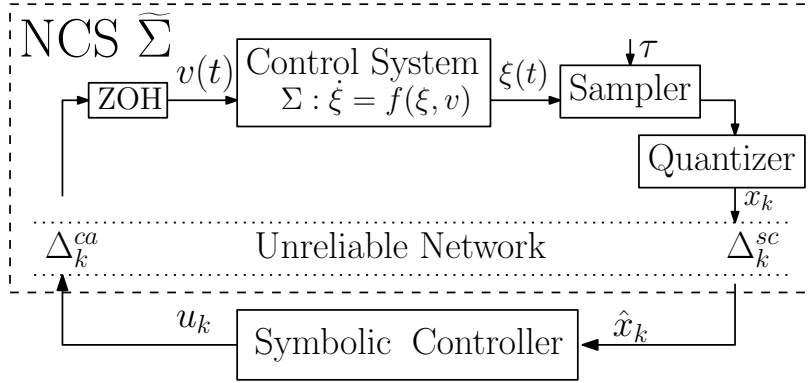 NCS Σ̃
ZOH
v(t)
Control System
Σ : ξ̇ = f(ξ, υ)
ξ(t)
τ
Sampler
Quantizer
x_k
Δ_k^{ca}
Unreliable Network
Δ_k^{sc}
u_k
Symbolic Controller
x̂_k